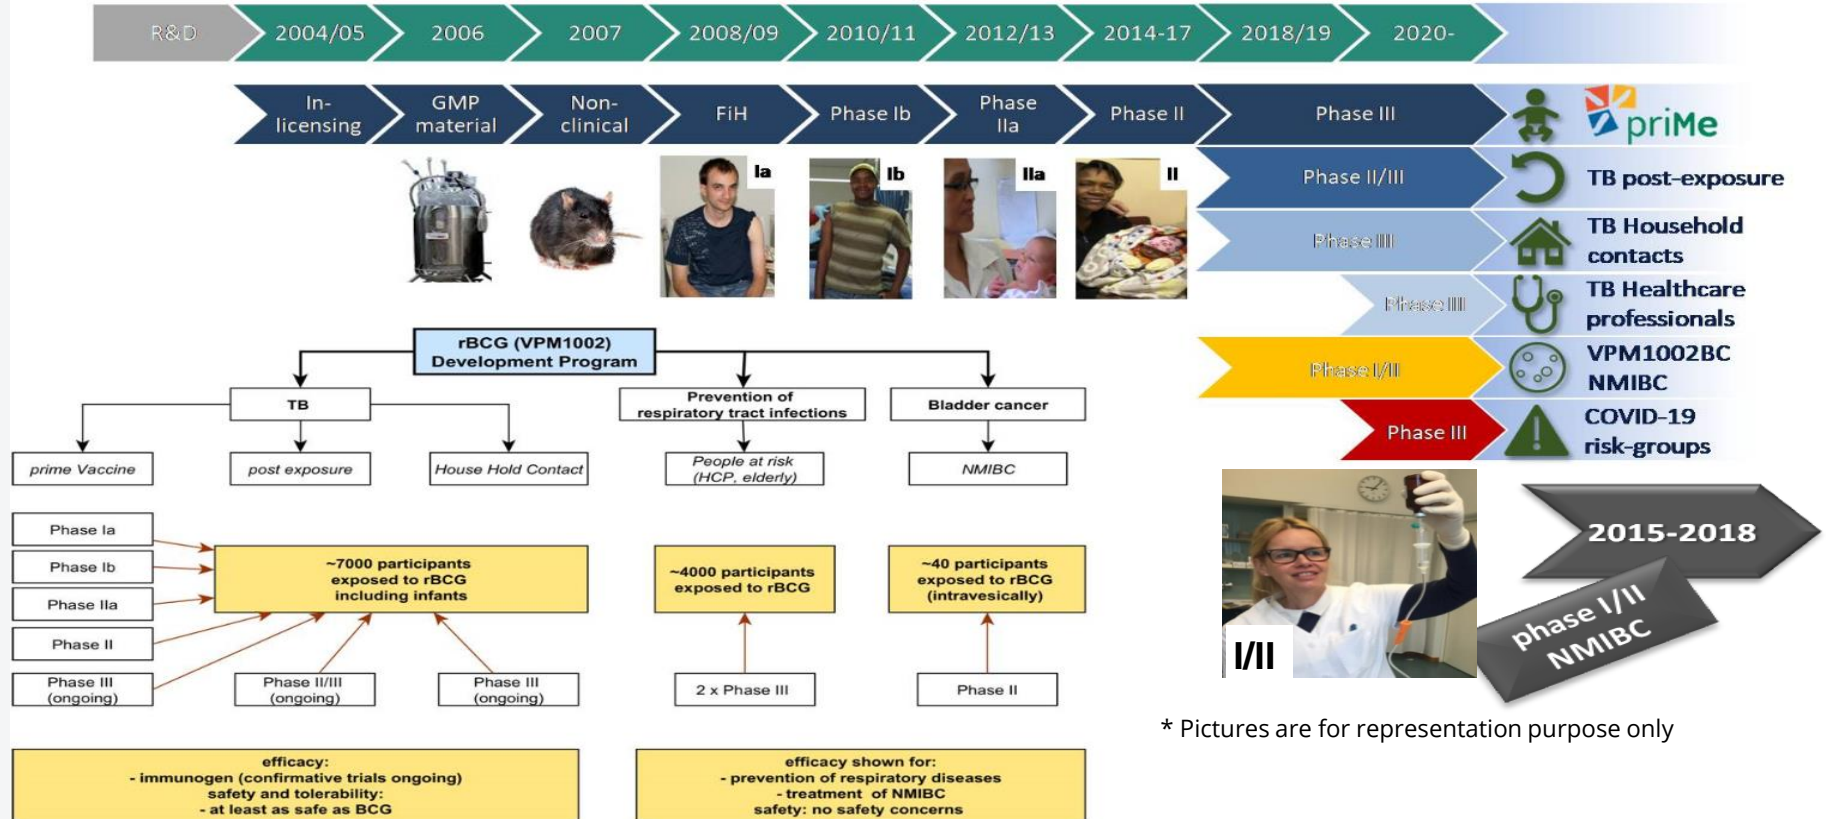 R&D
2004/05
2006
2007
2008/09
2010/11
2012/13
2014-17
2018/19
2020-
In-
licensing
GMP
material
Non-
clinical
FiH
Phase Ib
Phase
IIa
Phase II
Phase III
priMe
Ia
Ib
IIa
II
Phase II/III
TB post-exposure
Phase III
TB Household
contacts
Phase III
TB Healthcare
professionals
Phase I/II
VPM1002BC
NMIBC
Phase III
COVID-19
risk-groups
rBCG (VPM1002)
Development Program
TB
Prevention of
respiratory tract infections
Bladder cancer
prime Vaccine
post exposure
House Hold Contact
People at risk
(HCP, elderly)
NMIBC
Phase Ia
Phase Ib
Phase IIa
Phase II
Phase III
(ongoing)
~7000 participants
exposed to rBCG
including infants
~4000 participants
exposed to rBCG
~40 participants
exposed to rBCG
(intravesically)
Phase II/III
(ongoing)
Phase III
(ongoing)
2 x Phase III
Phase II
efficacy:
- immunogen (confirmative trials ongoing)
safety and tolerability:
- at least as safe as BCG
efficacy shown for:
- prevention of respiratory diseases
- treatment of NMIBC
safety: no safety concerns
I/II
2015-2018
phase I/II
NMIBC
* Pictures are for representation purpose only